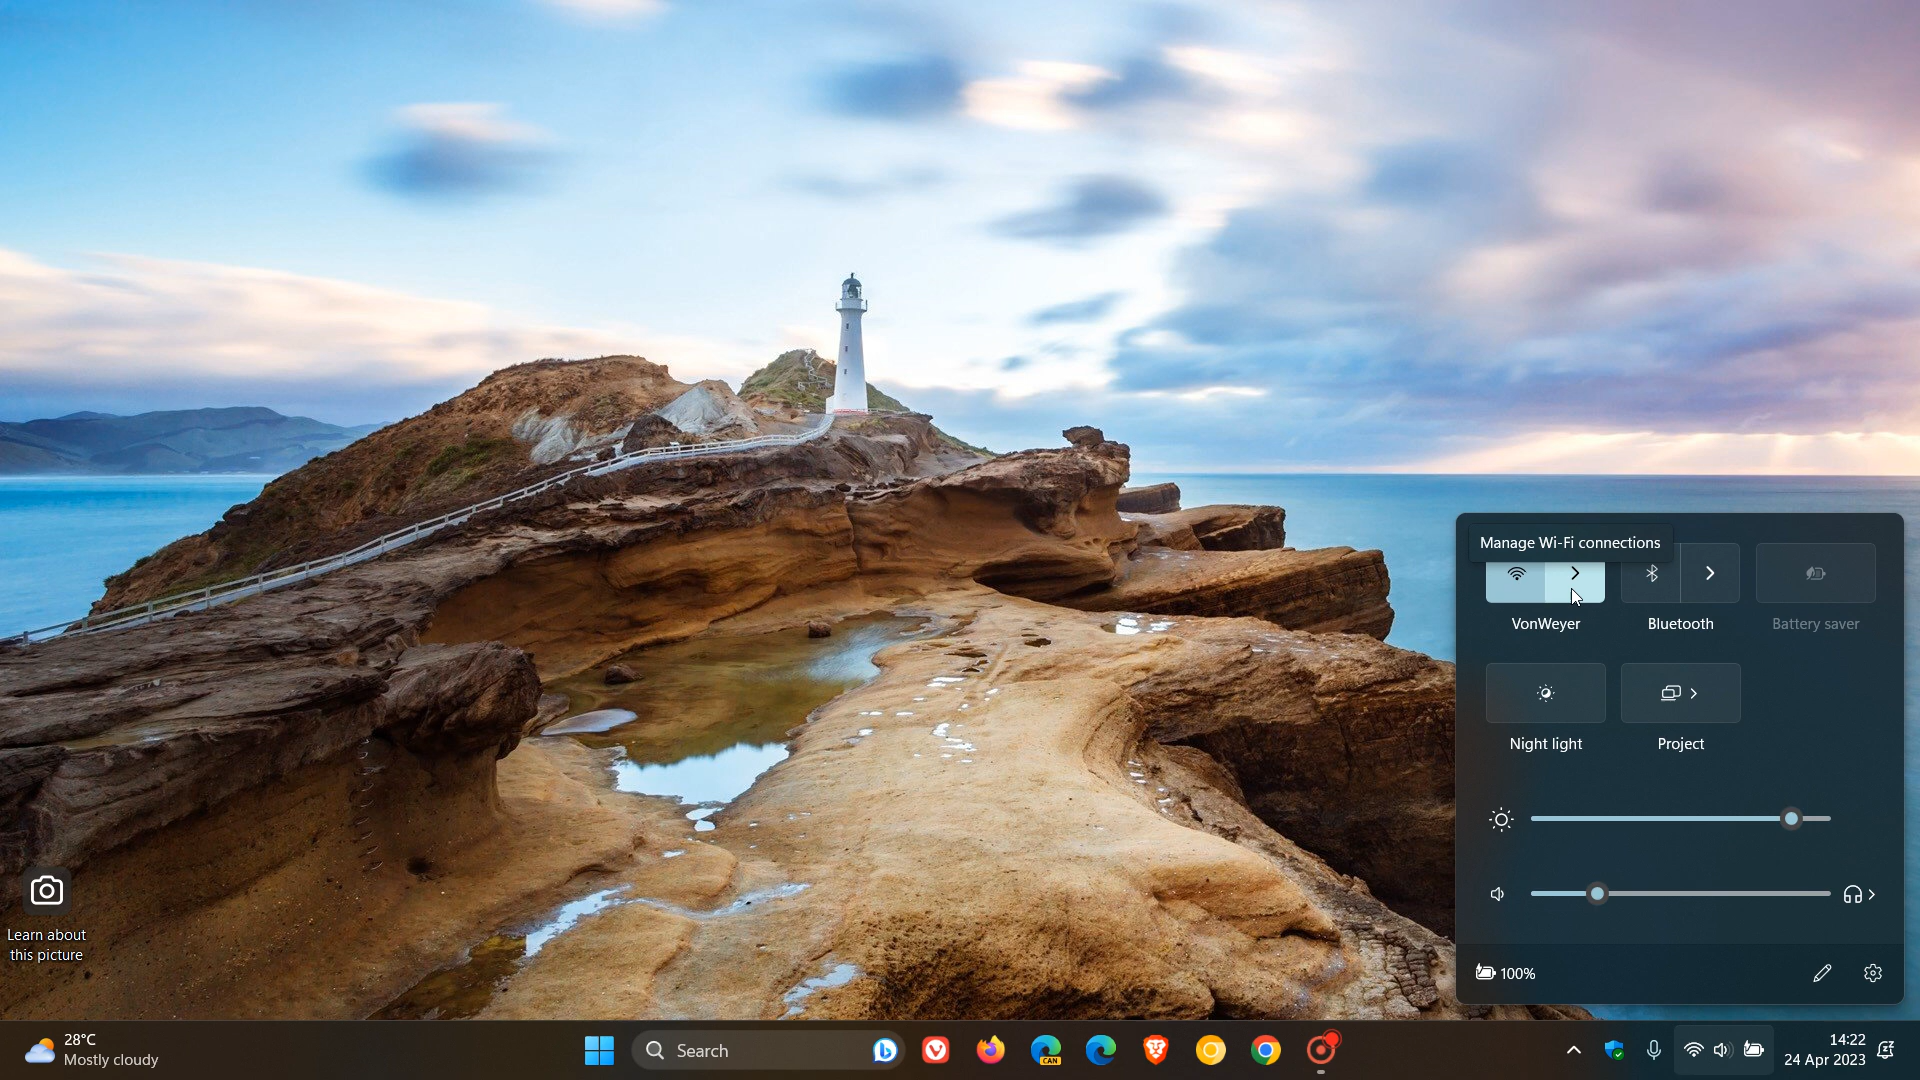 Manage Wi-Fi connections
VonWeyer
Bluetooth
Battery saver
Night light
Project
100%
Learn about
this picture
28°C
Mostly cloudy
Search
CAN
14:22
24 Apr 2023